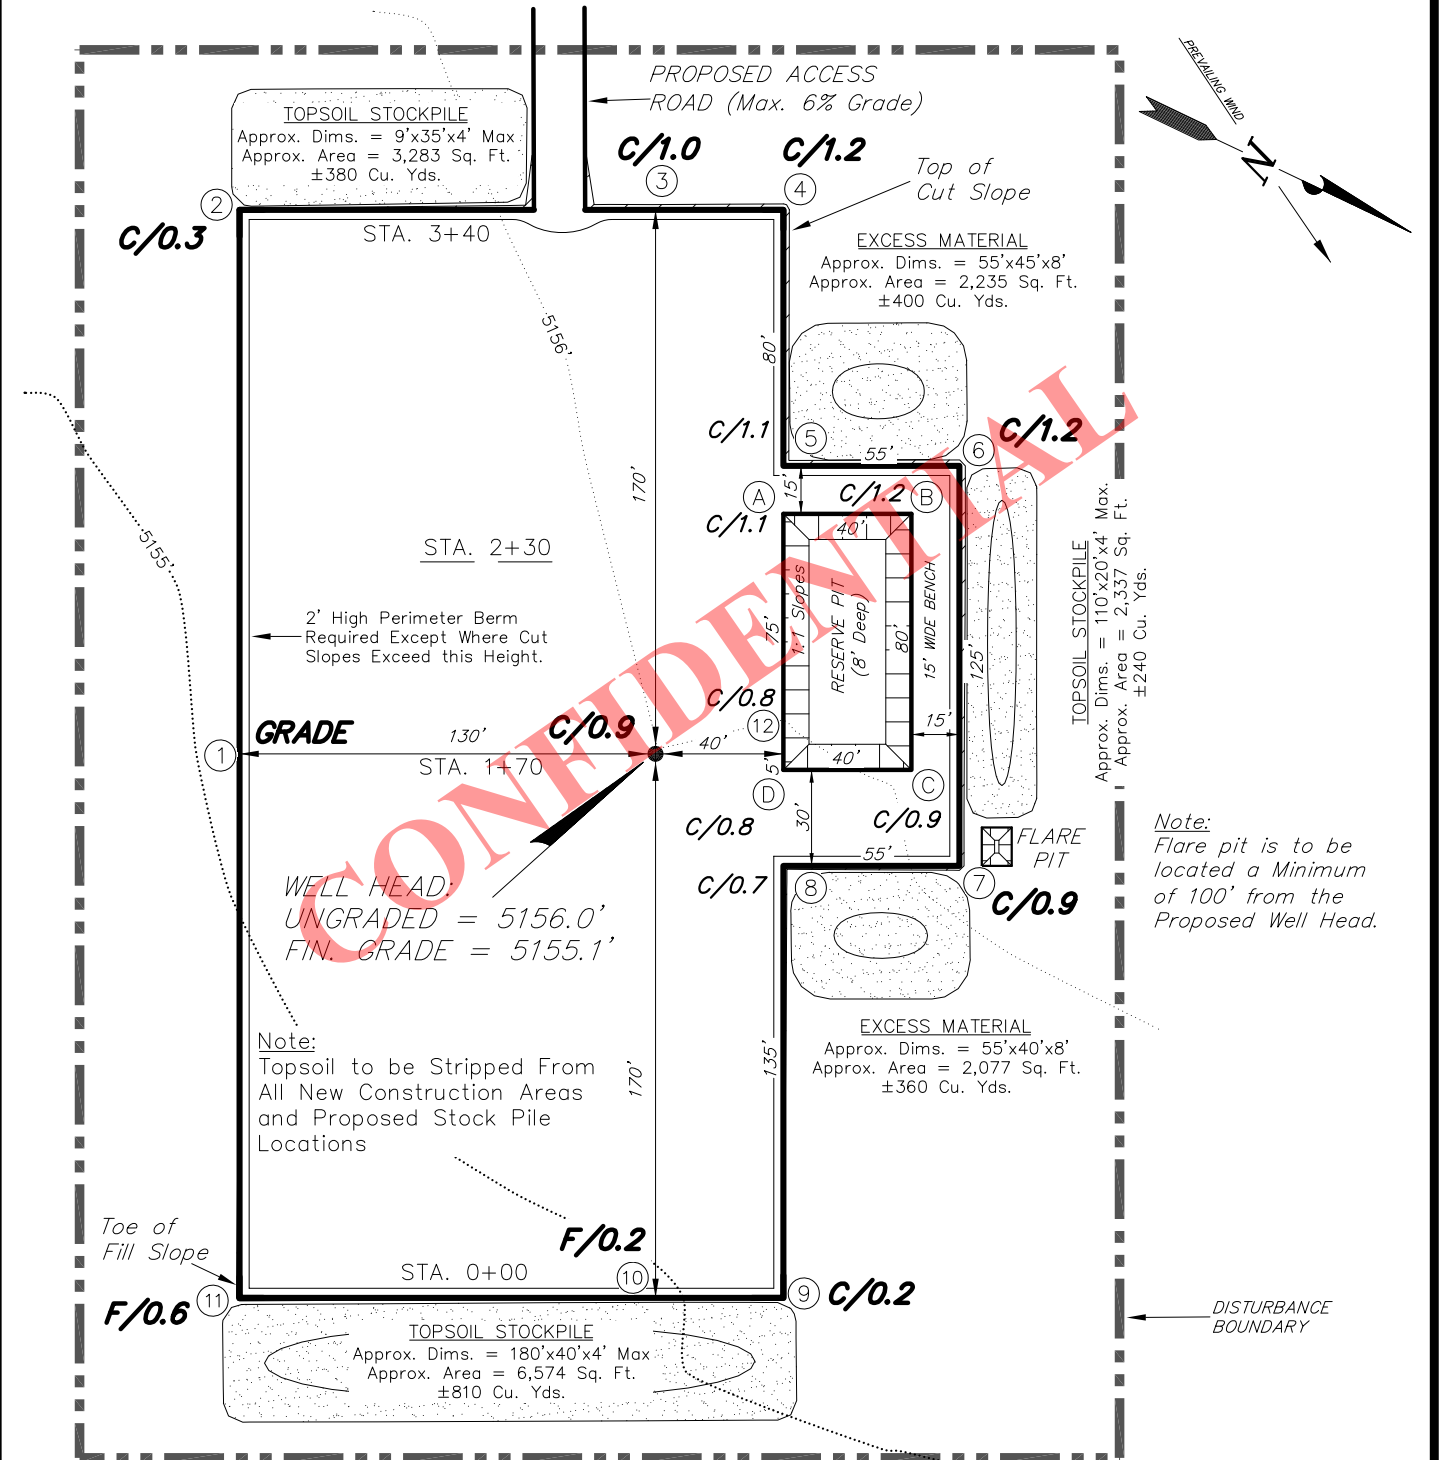 PREVAILING WIND
N
PROPOSED ACCESS
ROAD (Max. 6% Grade)
TOPSOIL STOCKPILE
Approx. Dims. = 9'x35'x4' Max
Approx. Area = 3,283 Sq. Ft.
±380 Cu. Yds.
C/1.0
3
C/1.2
4
Top of
Cut Slope
2
C/0.3
STA. 3+40
EXCESS MATERIAL
Approx. Dims. = 55'x45'x8'
Approx. Area = 2,235 Sq. Ft.
±400 Cu. Yds.
5156'
80'
C/1.1
5
55'
6
C/1.2
170'
15'
A
C/1.2
B
C/1.1
40'
5155'
STA. 2+30
1:1 Slopes
75'
RESERVE PIT
(8' Deep)
80'
15' WIDE BENCH
125'
TOPSOIL STOCKPILE
Approx. Dims. = 110'x20'x4' Max.
Approx. Area = 2,337 Sq. Ft.
±240 Cu. Yds.
2' High Perimeter Berm
Required Except Where Cut
Slopes Exceed this Height.
C/0.8
12
15'
1
GRADE
130'
C/0.9
40'
STA. 1+70
5'
40'
D
C
C/0.8
30'
C/0.9
FLARE
PIT
Note:
Flare pit is to be
located a Minimum
of 100' from the
Proposed Well Head.
55'
C/0.7
8
7
C/0.9
WELL HEAD:
UNGRADED = 5156.0'
FIN. GRADE = 5155.1'
CONFIDENTIAL
EXCESS MATERIAL
Approx. Dims. = 55'x40'x8'
Approx. Area = 2,077 Sq. Ft.
±360 Cu. Yds.
Note:
Topsoil to be Stripped From
All New Construction Areas
and Proposed Stock Pile
Locations
170'
135'
Toe of
Fill Slope
F/0.2
STA. 0+00
10
11
F/0.6
9
C/0.2
DISTURBANCE
BOUNDARY
TOPSOIL STOCKPILE
Approx. Dims. = 180'x40'x4' Max
Approx. Area = 6,574 Sq. Ft.
±810 Cu. Yds.